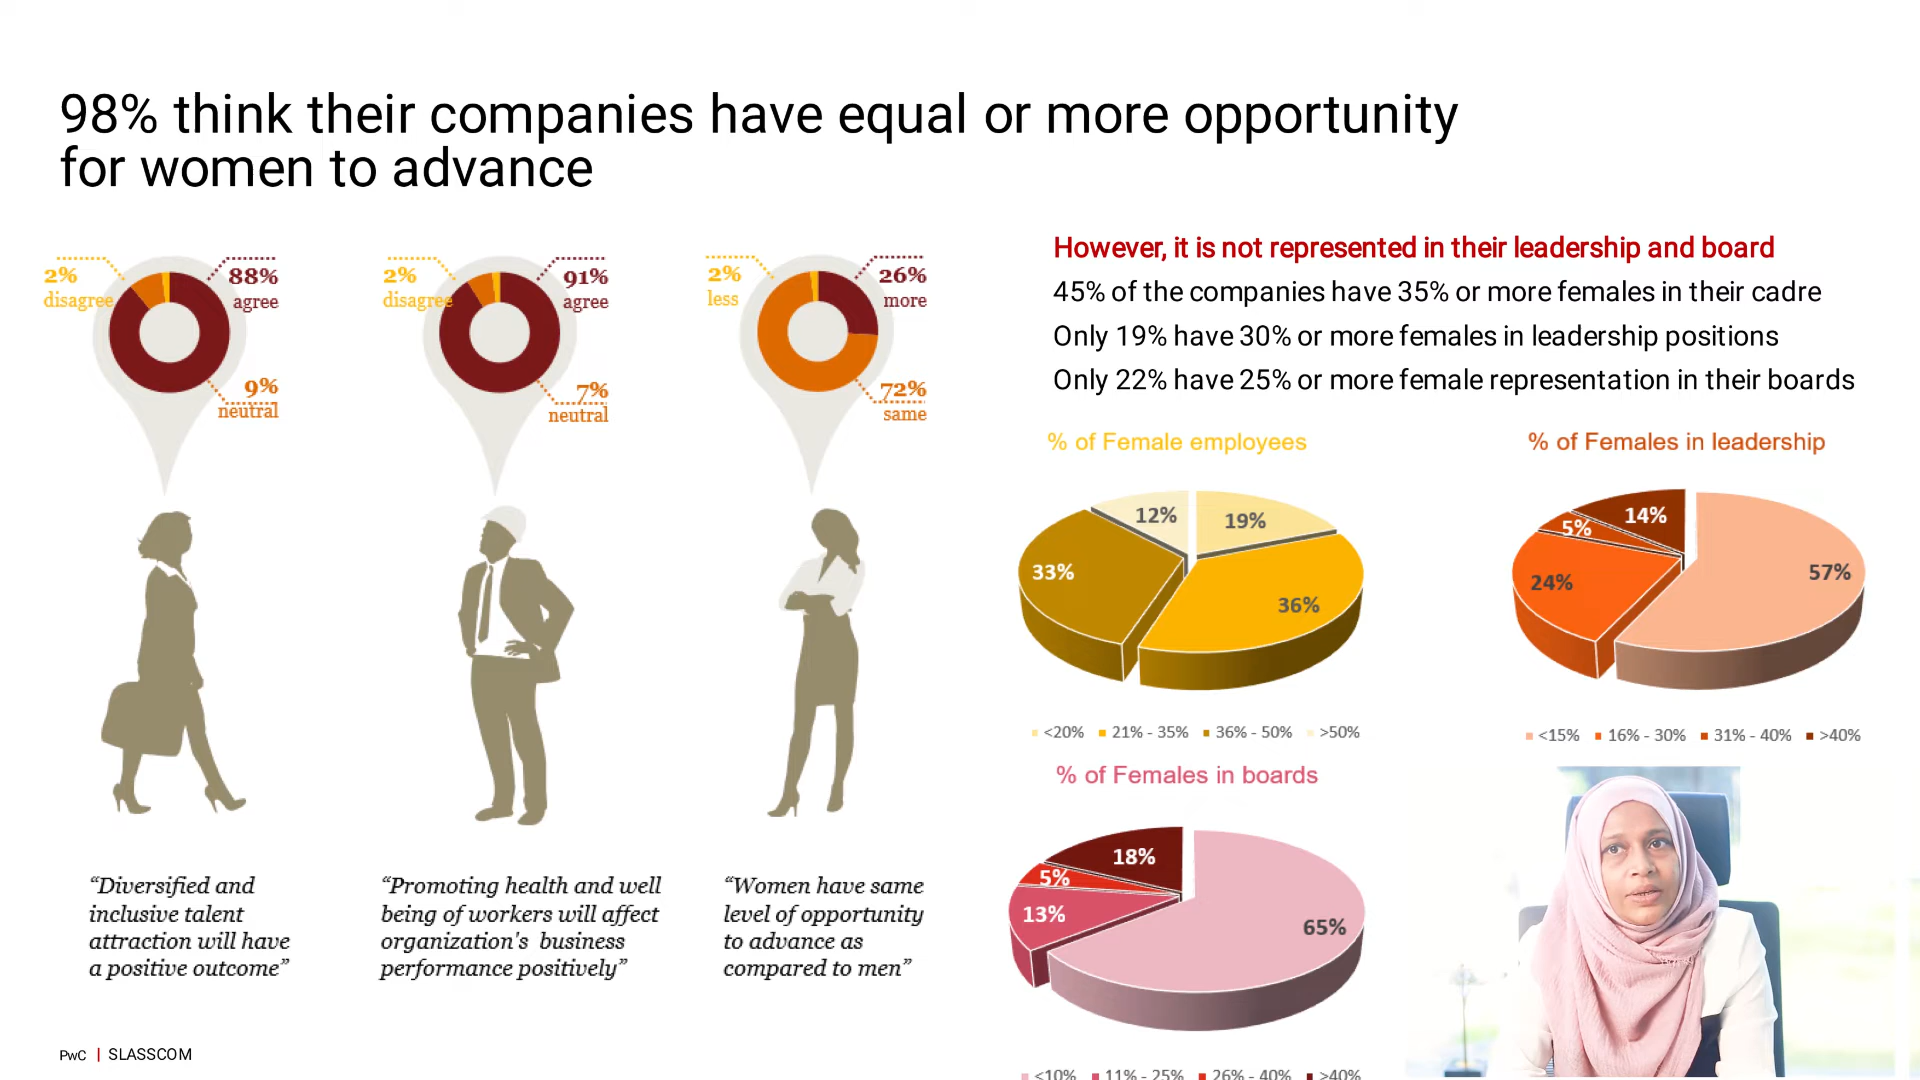 98% think their companies have equal or more opportunity
for women to advance
2%
disagree
88%
agree
9%
neutral
2%
disagree
91%
agree
7%
neutral
2%
less
26%
more
72%
same
“Diversified and
inclusive talent
attraction will have
a positive outcome”
“Promoting health and well
being of workers will affect
organization's business
performance positively”
“Women have same
level of opportunity
to advance as
compared to men”
However, it is not represented in their leadership and board
45% of the companies have 35% or more females in their cadre
Only 19% have 30% or more females in leadership positions
Only 22% have 25% or more female representation in their boards
% of Female employees
12%
19%
33%
36%
<20% 21% - 35% 36% - 50% >50%
% of Females in leadership
14%
5%
24%
57%
<15% 16% - 30% 31% - 40% >40%
% of Females in boards
18%
5%
13%
65%
<10% 11% - 25% 26% - 40% >40%
PwC | SLASSCOM